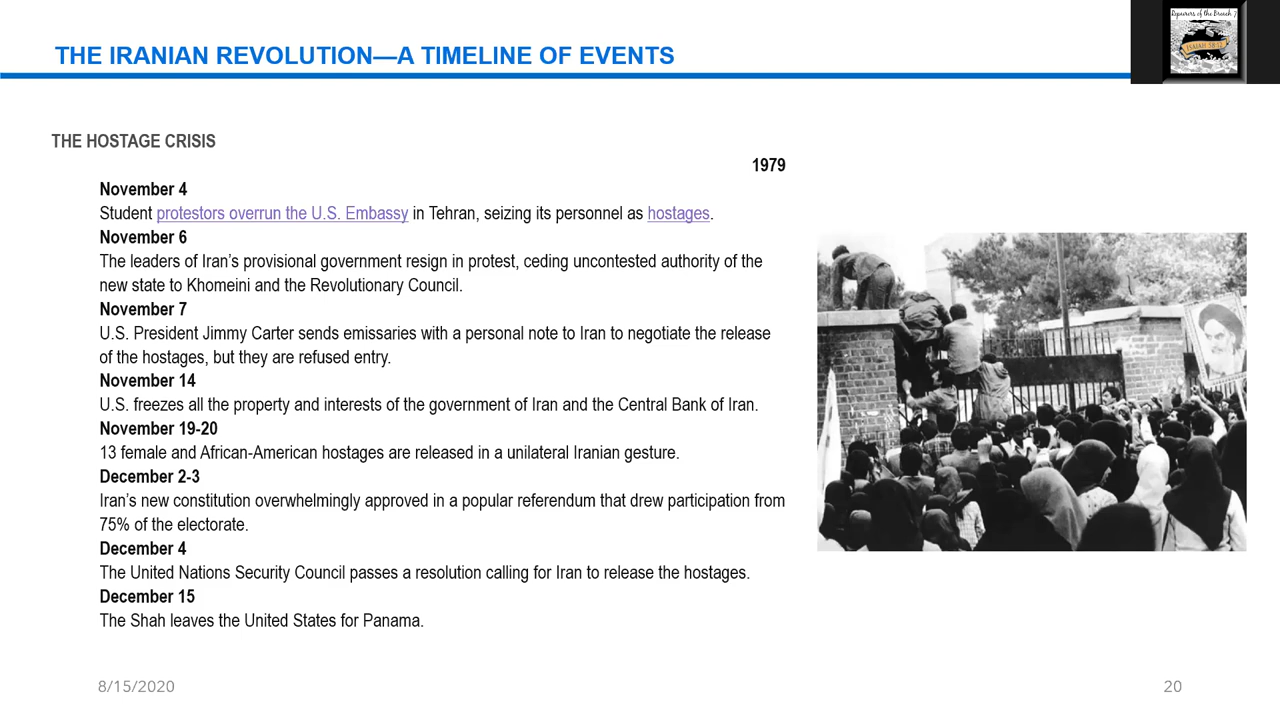 Repairers of the Breach 7
ISAIAH 58:12
THE IRANIAN REVOLUTION—A TIMELINE OF EVENTS
THE HOSTAGE CRISIS
1979
November 4
Student protestors overrun the U.S. Embassy in Tehran, seizing its personnel as hostages.
November 6
The leaders of Iran’s provisional government resign in protest, ceding uncontested authority of the
new state to Khomeini and the Revolutionary Council.
November 7
U.S. President Jimmy Carter sends emissaries with a personal note to Iran to negotiate the release
of the hostages, but they are refused entry.
November 14
U.S. freezes all the property and interests of the government of Iran and the Central Bank of Iran.
November 19-20
13 female and African-American hostages are released in a unilateral Iranian gesture.
December 2-3
Iran’s new constitution overwhelmingly approved in a popular referendum that drew participation from
75% of the electorate.
December 4
The United Nations Security Council passes a resolution calling for Iran to release the hostages.
December 15
The Shah leaves the United States for Panama.
8/15/2020
20